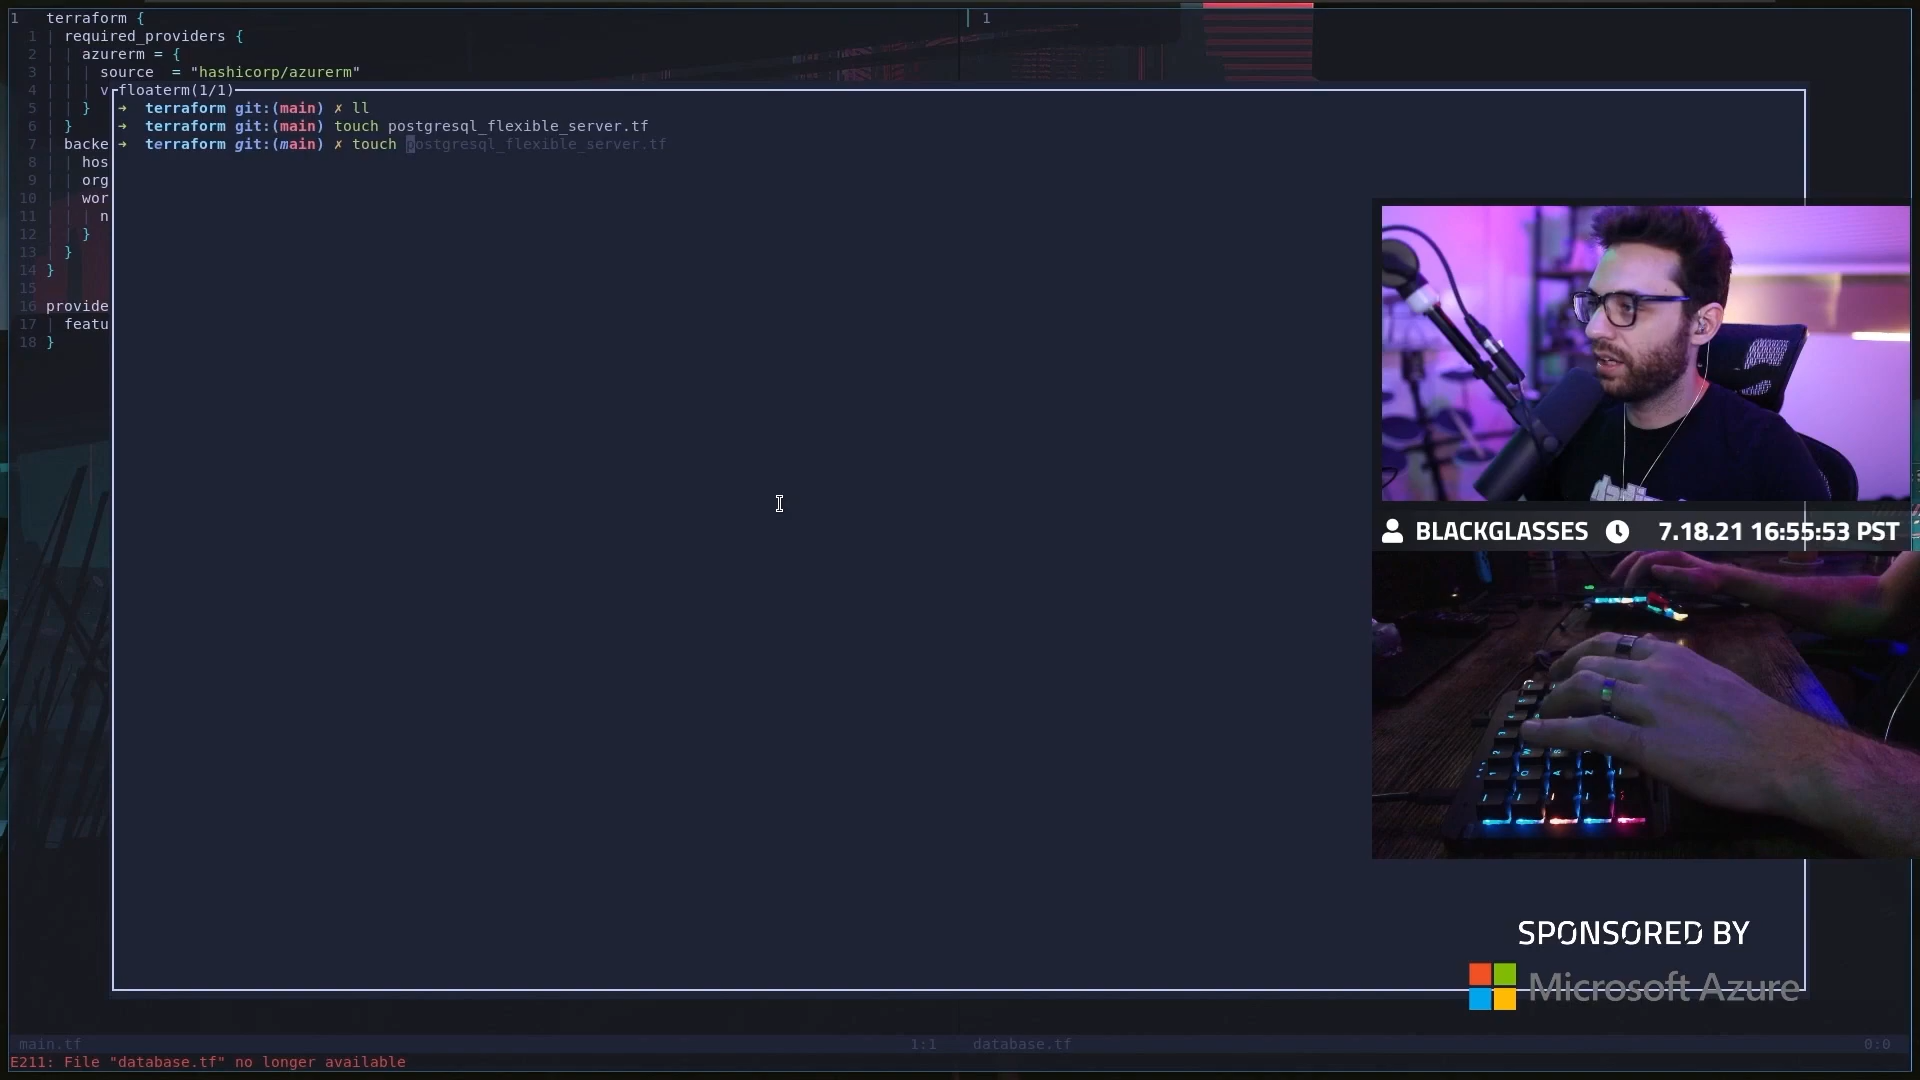 1 terraform {
1 required_providers {
2 azurerm = {
3 source = "hashicorp/azurerm"
4 v
5 }
6 }
7 backe
8 hos
9 org
10 wor
11 n
12 }
13 }
14 }
15
16 provide
17 featu
18 }
1
floaterm(1/1)
➜ terraform git:(main) ✗ ll
➜ terraform git:(main) touch postgresql_flexible_server.tf
➜ terraform git:(main) ✗ touch postgresql_flexible_server.tf
BLACKGLASSES 7.18.21 16:55:53 PST
SPONSORED BY
Microsoft Azure
main.tf 1:1 database.tf 0:0
E211: File "database.tf" no longer available